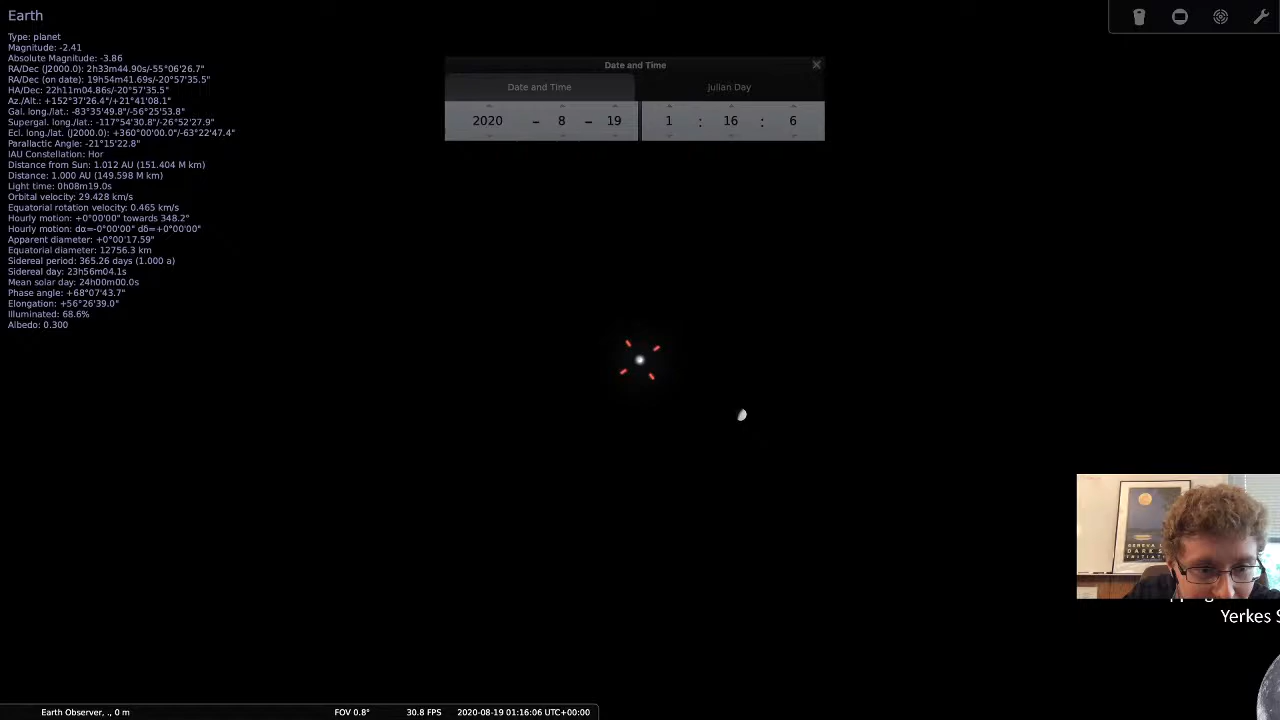 Earth
Type: planet
Magnitude: -2.41
Absolute Magnitude: -3.86
RA/Dec (J2000.0): 2h33m44.90s/-55°06'26.7"
RA/Dec (on date): 19h54m41.69s/-20°57'35.5"
HA/Dec: 22h11m04.86s/-20°57'35.5"
Az./Alt.: +152°37'26.4"/+21°41'08.1"
Gal. long./lat.: -83°35'49.8"/-56°25'53.8"
Supergal. long./lat.: -117°54'30.8"/-26°52'27.9"
Ecl. long./lat. (J2000.0): +360°00'00.0"/-63°22'47.4"
Parallactic Angle: -21°15'22.8"
IAU Constellation: Hor
Distance from Sun: 1.012 AU (151.404 M km)
Distance: 1.000 AU (149.598 M km)
Light time: 0h08m19.0s
Orbital velocity: 29.428 km/s
Equatorial rotation velocity: 0.465 km/s
Hourly motion: +0°00'00" towards 348.2°
Hourly motion: dα=-0°00'00" dδ=+0°00'00"
Apparent diameter: +0°00'17.59"
Equatorial diameter: 12756.3 km
Sidereal period: 365.26 days (1.000 a)
Sidereal day: 23h56m04.1s
Mean solar day: 24h00m00.0s
Phase angle: +68°07'43.7"
Elongation: +56°26'39.0"
Illuminated: 68.6%
Albedo: 0.300
Date and Time
Date and Time Julian Day
2020 - 8 - 19 1 : 16 : 6
GENEVA
DARK
INITIA
Yerkes S
Earth Observer, ., 0 m FOV 0.8° 30.8 FPS 2020-08-19 01:16:06 UTC+00:00